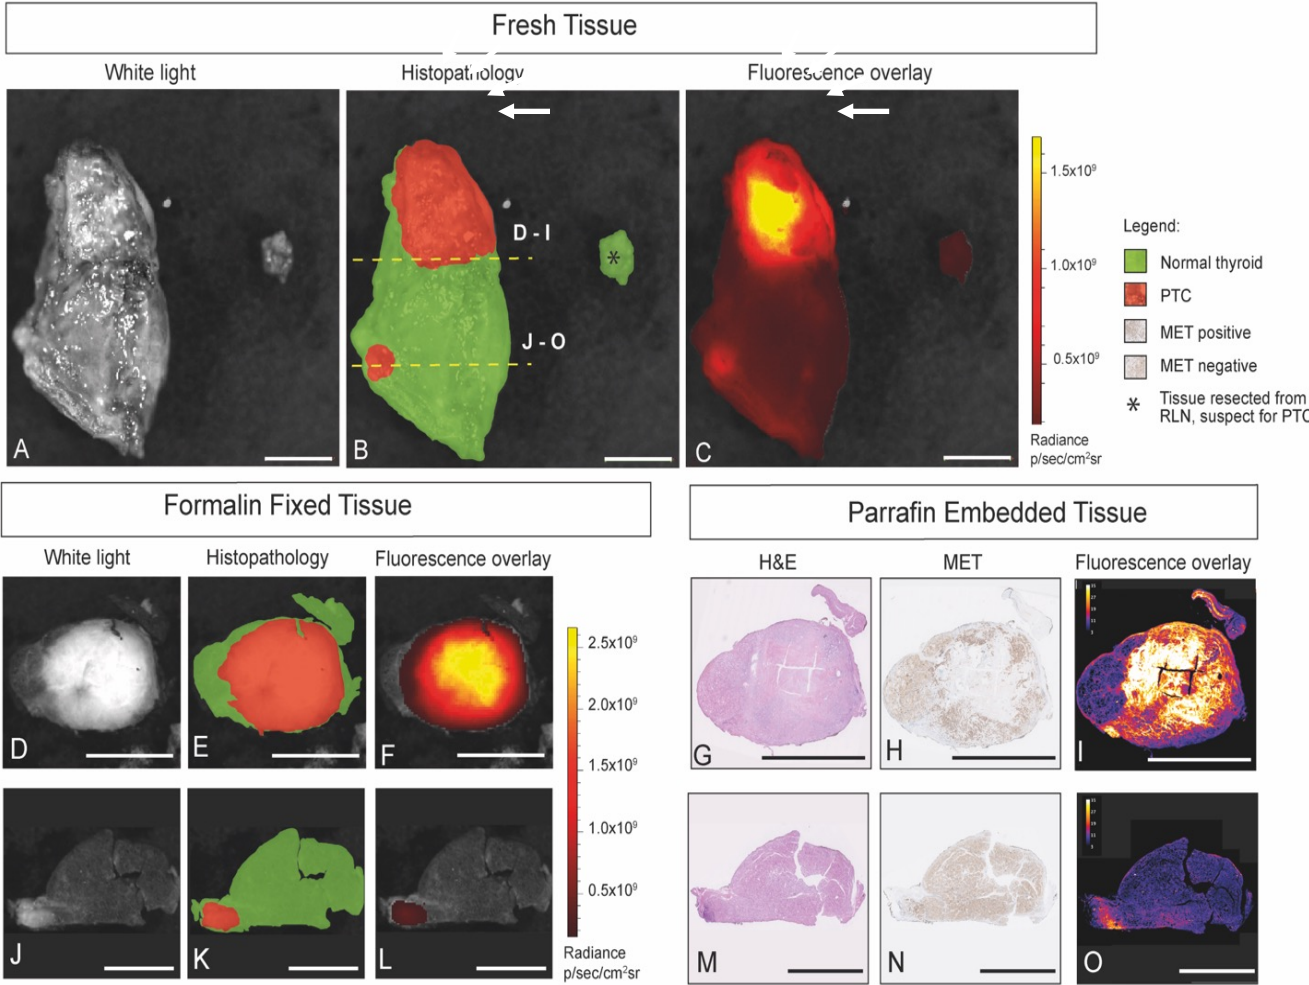 Fresh Tissue
White light
Histopathology
Fluorescence overlay
A
B
D - I
J - O
*
C
1.5x10⁹
1.0x10⁹
0.5x10⁹
Radiance
p/sec/cm²sr
Legend:
Normal thyroid
PTC
MET positive
MET negative
* Tissue resected from
RLN, suspect for PTC
Formalin Fixed Tissue
White light
Histopathology
Fluorescence overlay
D
E
F
2.5x10⁹
2.0x10⁹
1.5x10⁹
1.0x10⁹
0.5x10⁹
Radiance
p/sec/cm²sr
J
K
L
Parrafin Embedded Tissue
H&E
MET
Fluorescence overlay
G
H
I
M
N
O